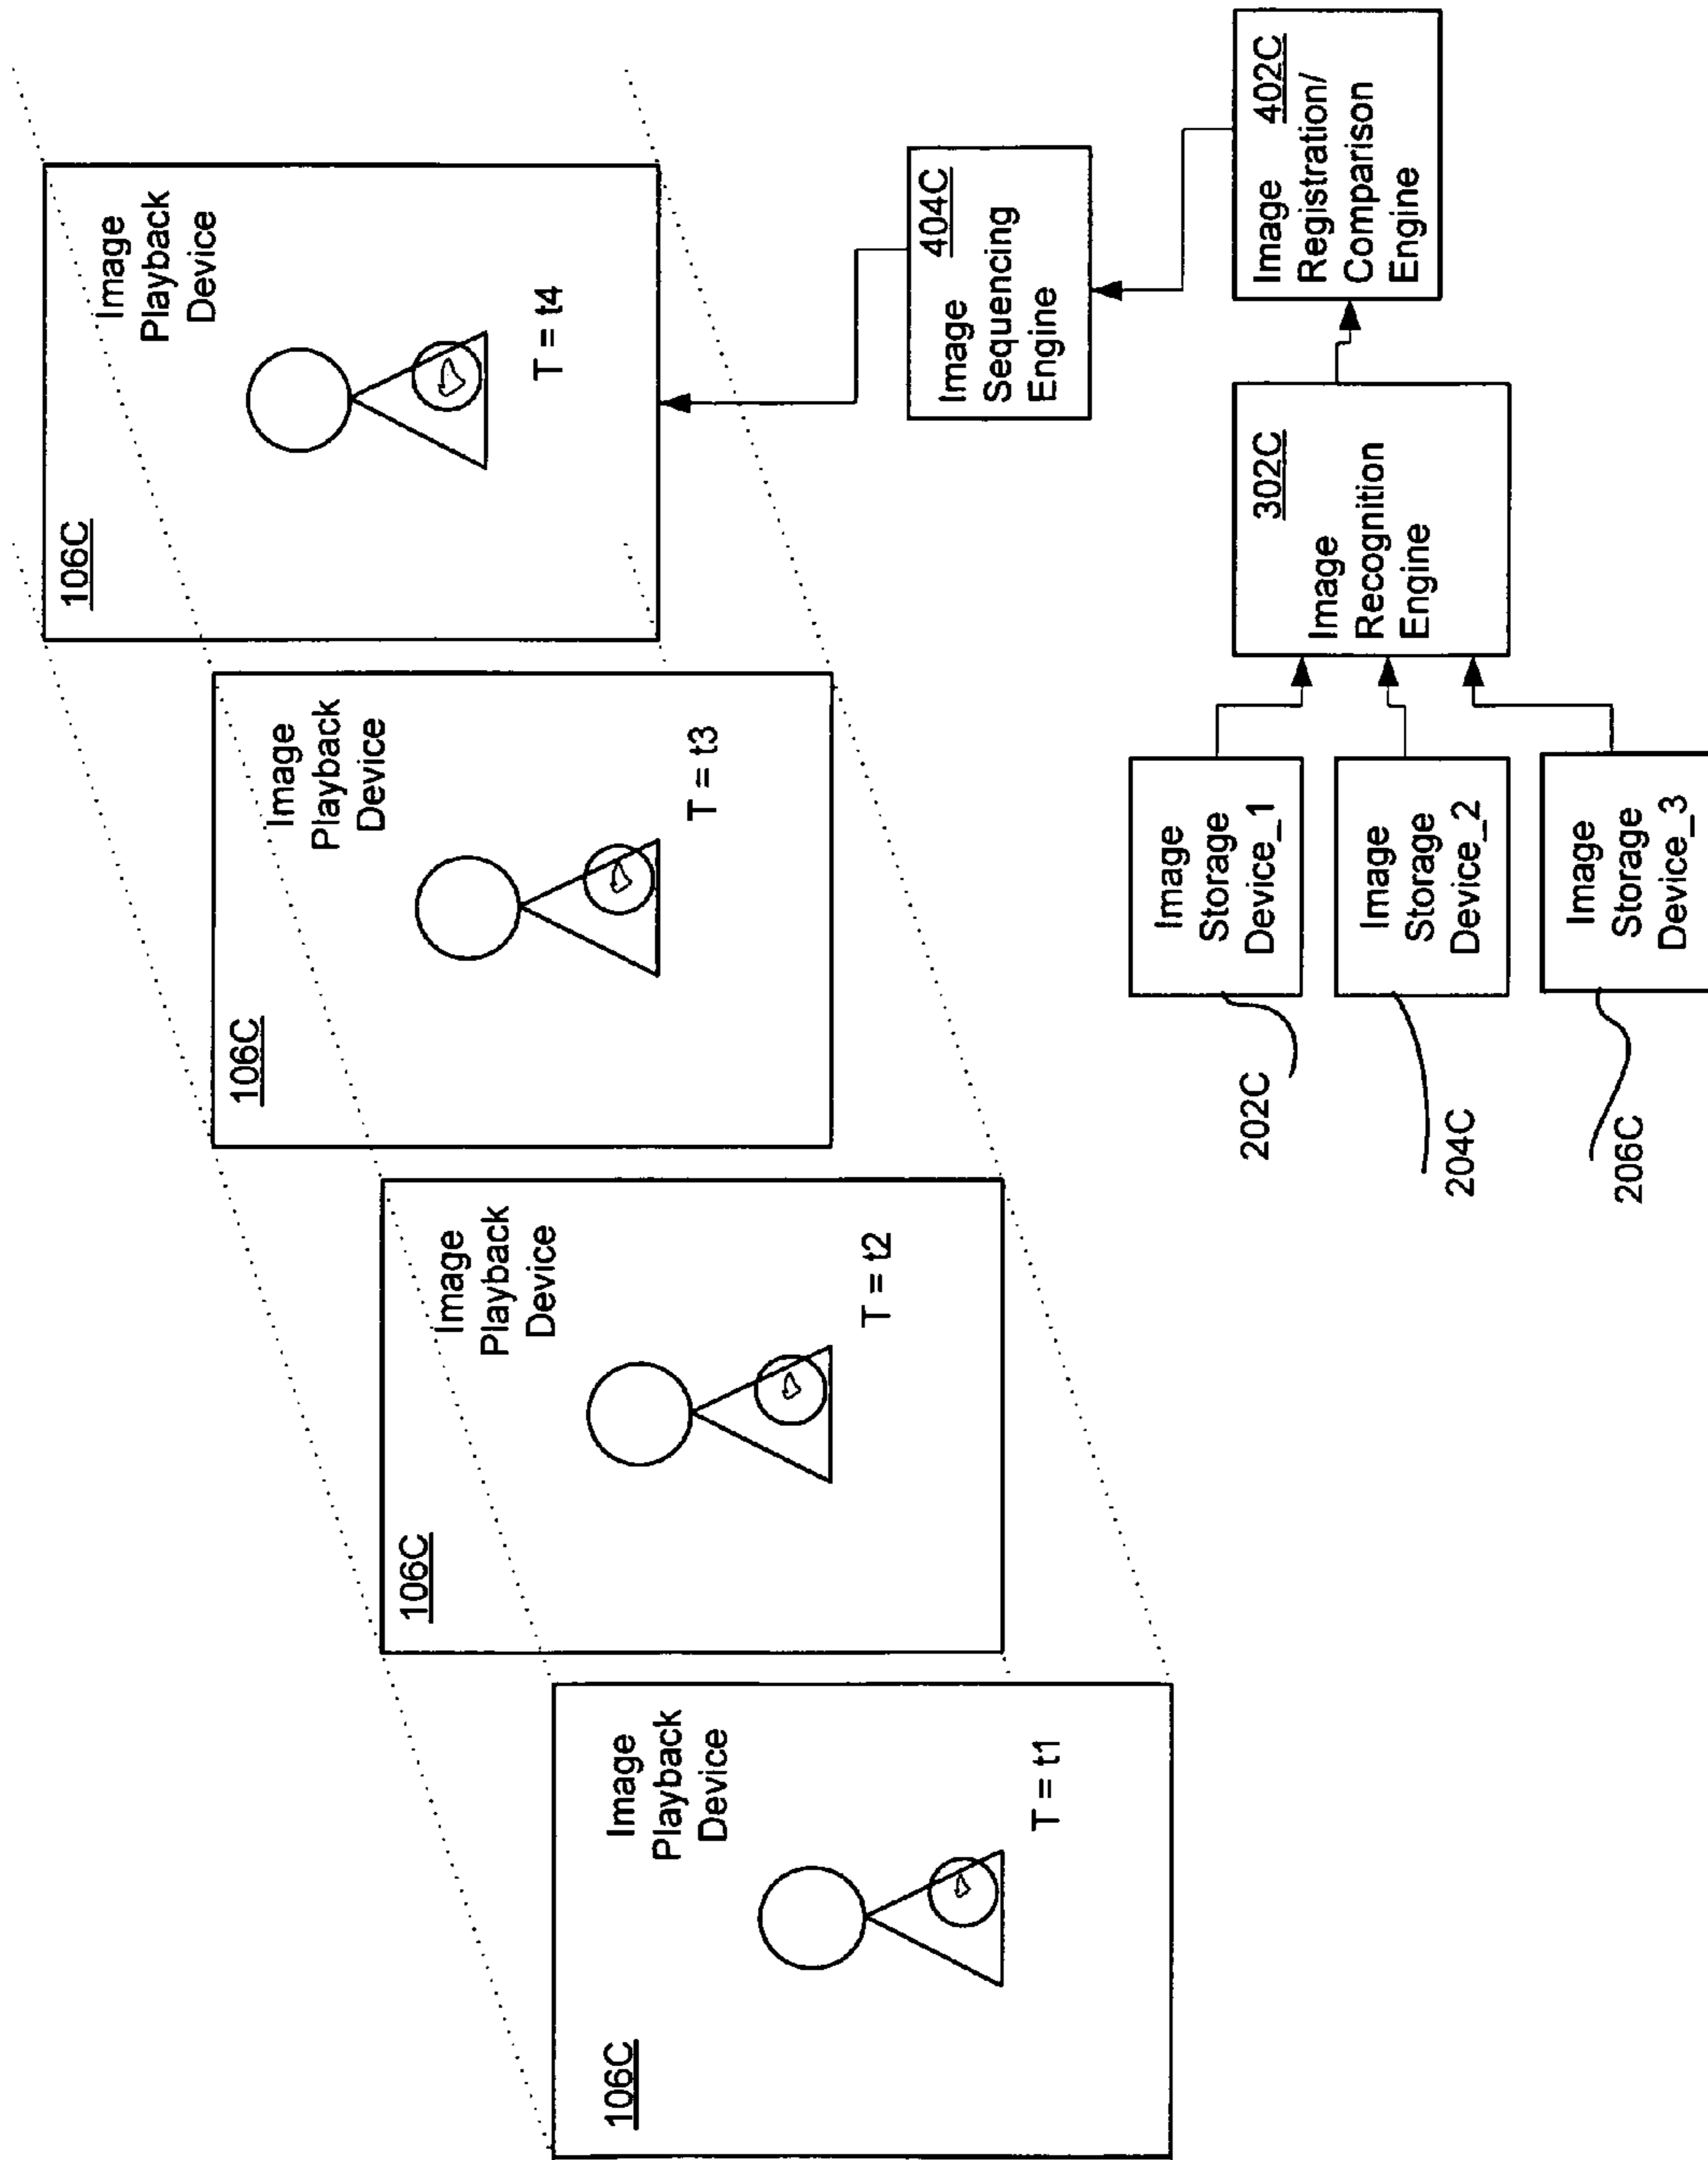 106C
Image
Playback
Device
T = t1
106C
Image
Playback
Device
T = t2
106C
Image
Playback
Device
T = t3
106C
Image
Playback
Device
T = t4
202C
Image
Storage
Device_1
204C
Image
Storage
Device_2
206C
Image
Storage
Device_3
302C
Image
Recognition
Engine
404C
Image
Sequencing
Engine
Image 402C
Registration/
Comparison
Engine